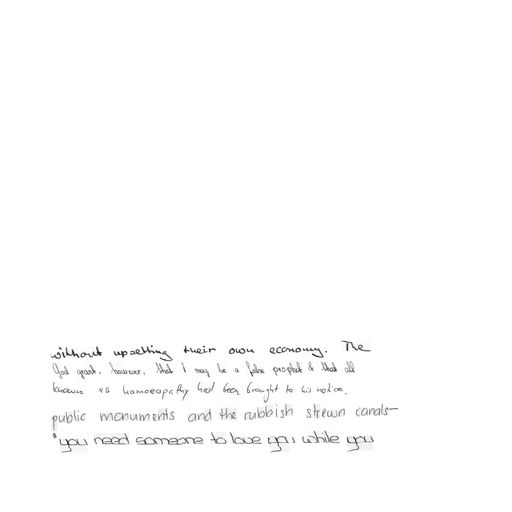 without upsetting their own economy. The
God grant, however, that I may be a false prophet & that all
known as homoeopathy had been brought to his notice.
public monuments and the rubbish strewn canals-
"you need someone to love you while you